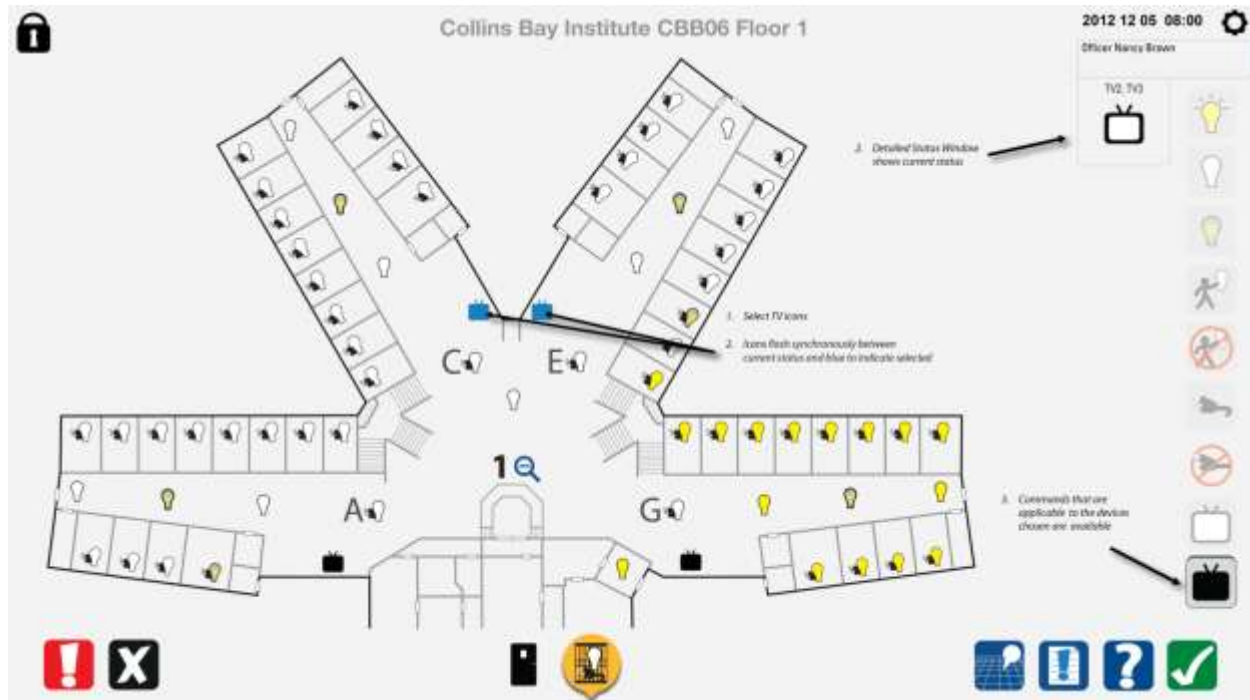 Collins Bay Institute CBB06 Floor 1
2012 12 05 08:00
Officer Nancy Brown
TV2, TV3
2. Detailed Status Window
shows current status
1. Select TV icons
2. Icons flash synchronously between
current status and blue to indicate selected
C
E
1
A
G
3. Commands that are
applicable to the devices
chosen are available